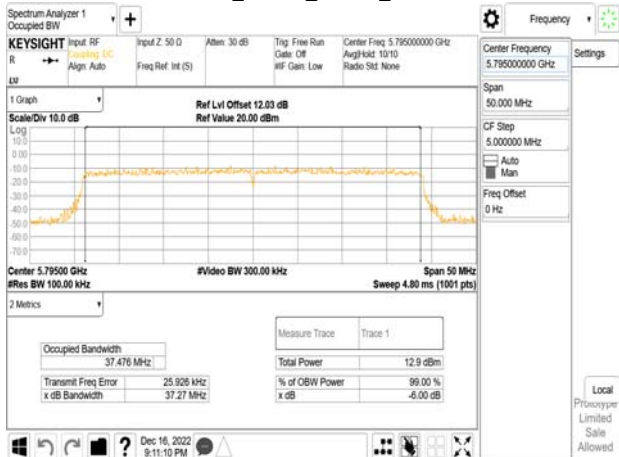 Spectrum Analyzer 1
Occupied BW
Frequency
KEYSIGHT
Input: RF
Coupling: DC
Align: Auto
Input Z: 50 Ω
Freq Ref: Int (S)
Atten: 30 dB
Trig: Free Run
Gate: Off
#IF Gain: Low
Center Freq: 5.795000000 GHz
Avg|Hold: 10/10
Radio Std: None
R
LXI
Center Frequency
5.795000000 GHz
Settings
Span
50.000 MHz
CF Step
5.000000 MHz
Auto
Man
Freq Offset
0 Hz
1 Graph
Scale/Div 10.0 dB
Ref Lvl Offset 12.03 dB
Ref Value 20.00 dBm
Log
10.0
0.00
-10.0
-20.0
-30.0
-40.0
-50.0
-60.0
-70.0
Center 5.79500 GHz
#Res BW 100.00 kHz
#Video BW 300.00 kHz
Span 50 MHz
Sweep 4.80 ms (1001 pts)
2 Metrics
Measure Trace Trace 1
Occupied Bandwidth
37.476 MHz
Total Power 12.9 dBm
Transmit Freq Error 25.926 kHz
% of OBW Power 99.00 %
x dB Bandwidth 37.27 MHz
x dB -6.00 dB
Local
Prototype
Limited
Sale
Allowed
Dec 16, 2022
9:11:10 PM